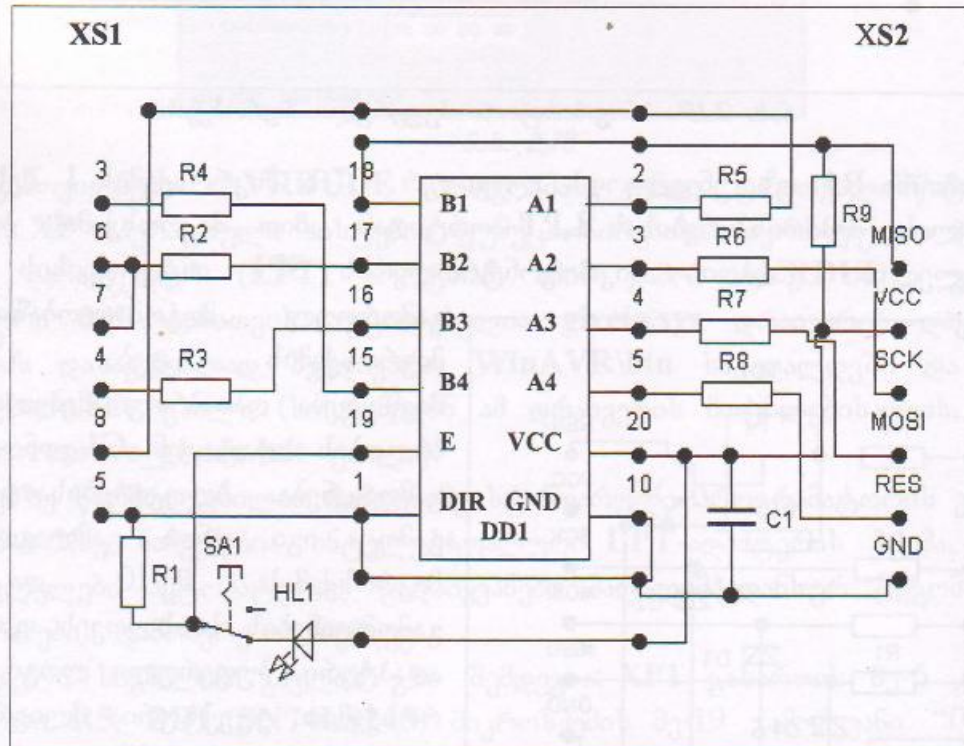 XS1 XS2
3 R4 18 2 R5
B1 A1 R9
6 R2 17 3 R6 MISO
B2 A2
7 16 4 R7 VCC
B3 A3
4 R3 15 5 R8 SCK
B4 A4
8 19 20 MOSI
E VCC
5 1 10 RES
DIR GND
DD1 C1
SA1 GND
R1 HL1